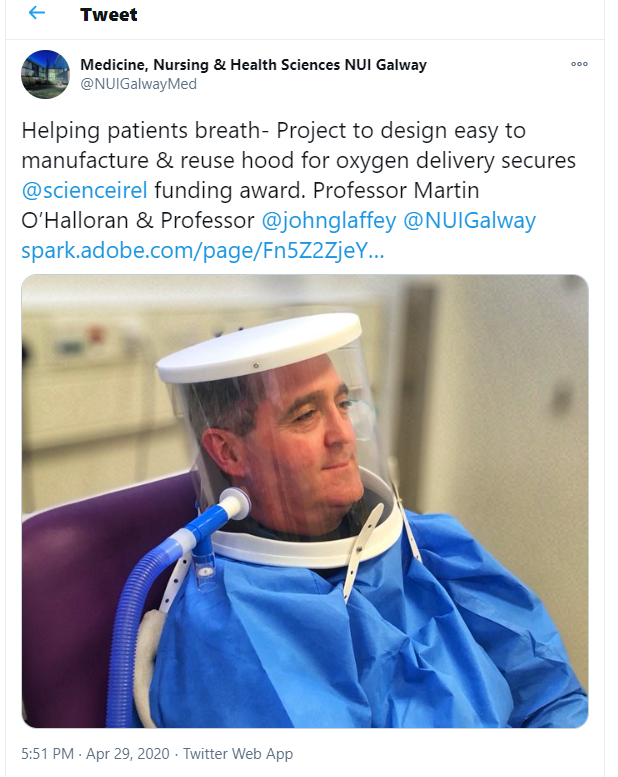 Tweet
Medicine, Nursing & Health Sciences NUI Galway
@NUIGalwayMed
Helping patients breath- Project to design easy to
manufacture & reuse hood for oxygen delivery secures
@scienceirel funding award. Professor Martin
O’Halloran & Professor @johnglaffey @NUIGalway
spark.adobe.com/page/Fn5Z2ZjeY…
5:51 PM · Apr 29, 2020 · Twitter Web App